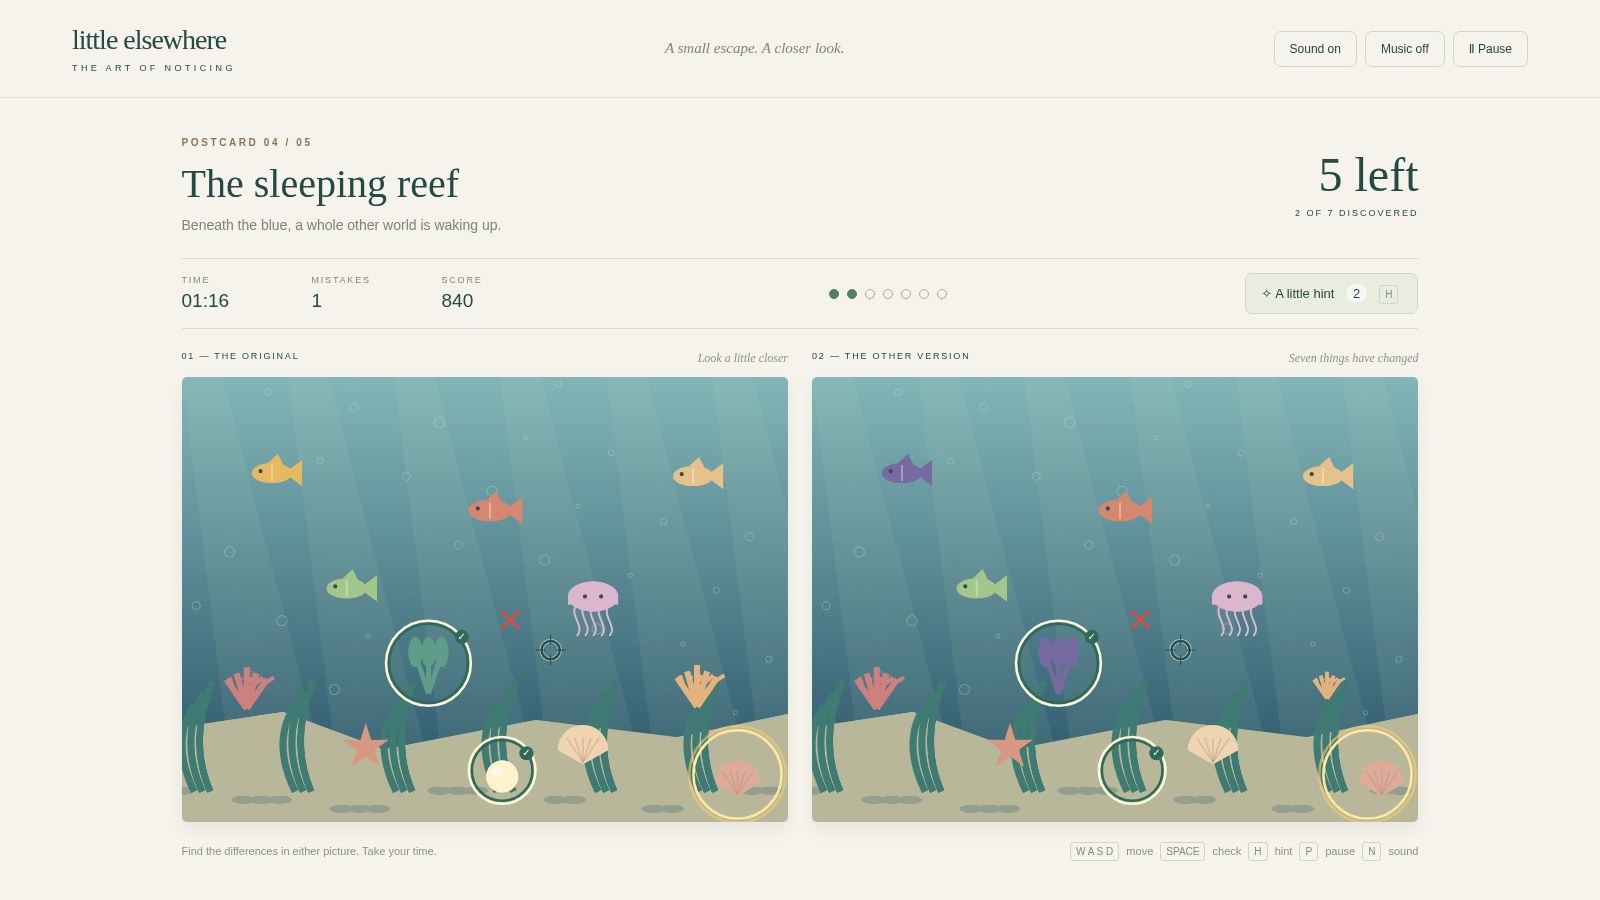 little elsewhere
THE ART OF NOTICING
A small escape. A closer look.
Sound on
Music off
Ⅱ Pause
POSTCARD 04 / 05
The sleeping reef
Beneath the blue, a whole other world is waking up.
5 left
2 OF 7 DISCOVERED
TIME
01:16
MISTAKES
1
SCORE
840
✧ A little hint 2 H
01 — THE ORIGINAL
Look a little closer
02 — THE OTHER VERSION
Seven things have changed
Find the differences in either picture. Take your time.
W A S D move SPACE check H hint P pause N sound